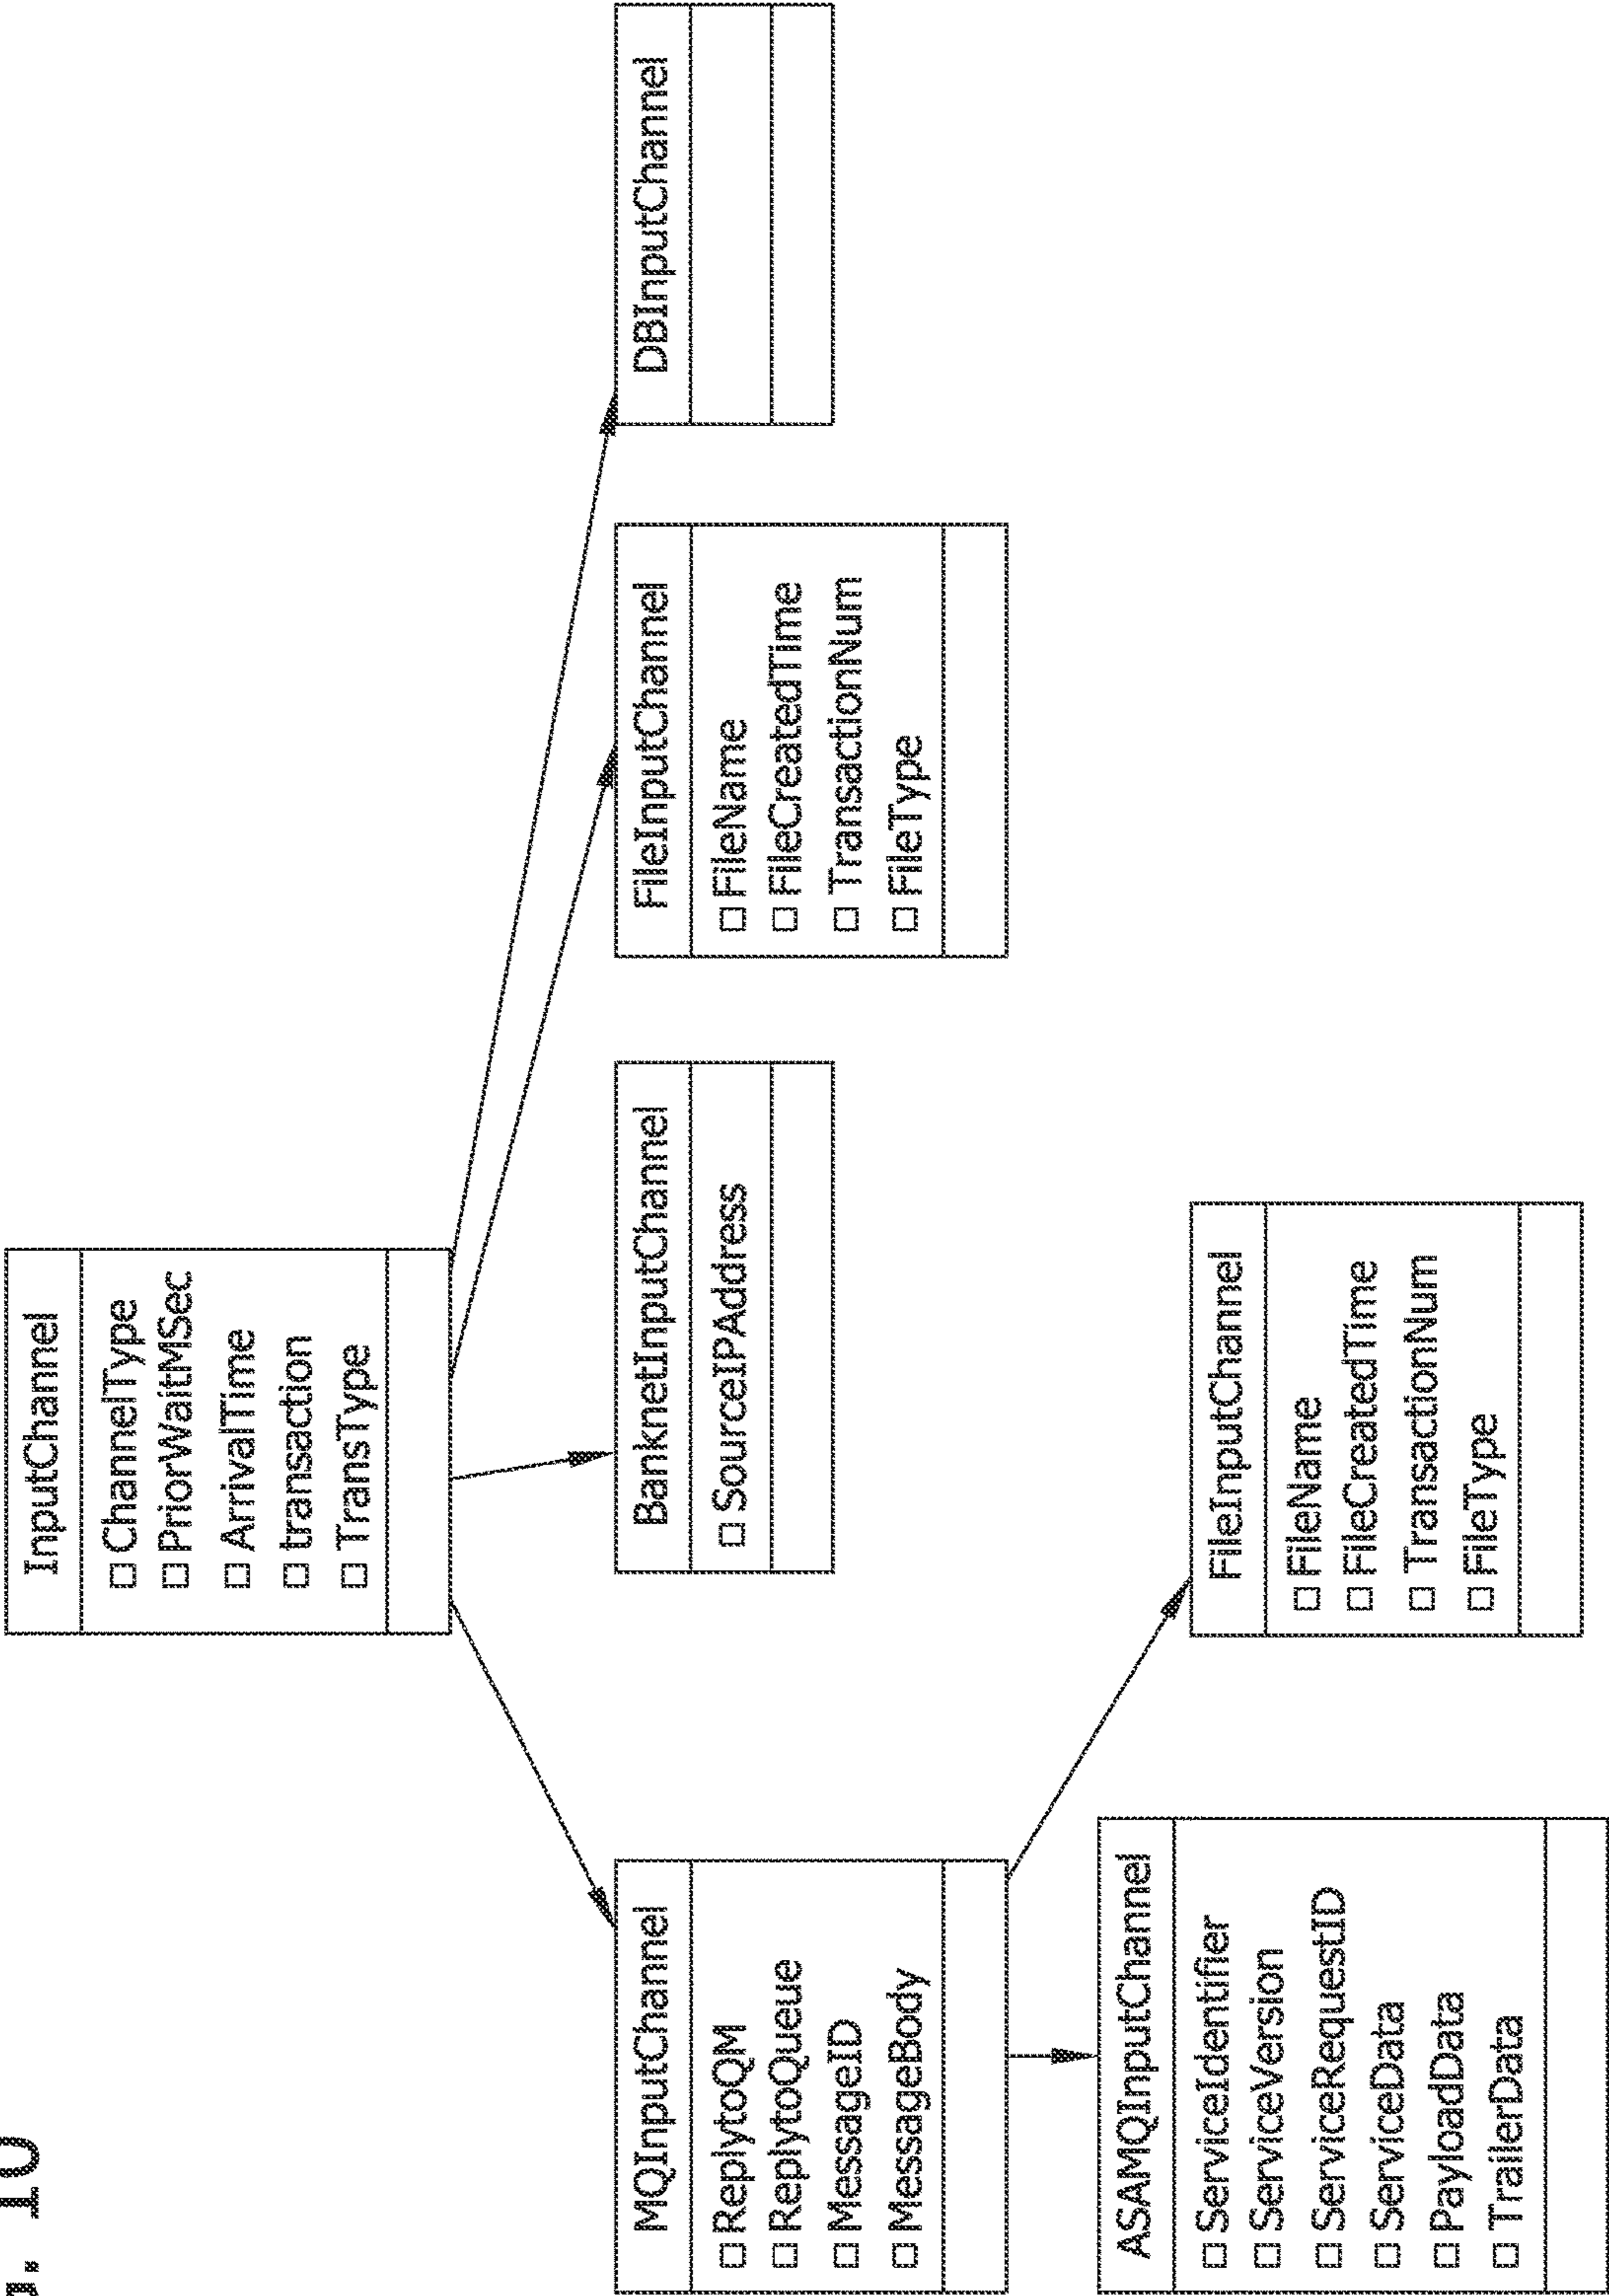 . 10
InputChannel
ChannelType
PriorWaitMSec
ArrivalTime
transaction
TransType
MQInputChannel
ReplytoQM
ReplytoQueue
MessageID
MessageBody
BanknetInputChannel
SourceIPAddress
FileInputChannel
FileName
FileCreatedTime
TransactionNum
FileType
DBInputChannel
ASAMQInputChannel
ServiceIdentifier
ServiceVersion
ServiceRequestID
ServiceData
PayloadData
TrailerData
FileInputChannel
FileName
FileCreatedTime
TransactionNum
FileType